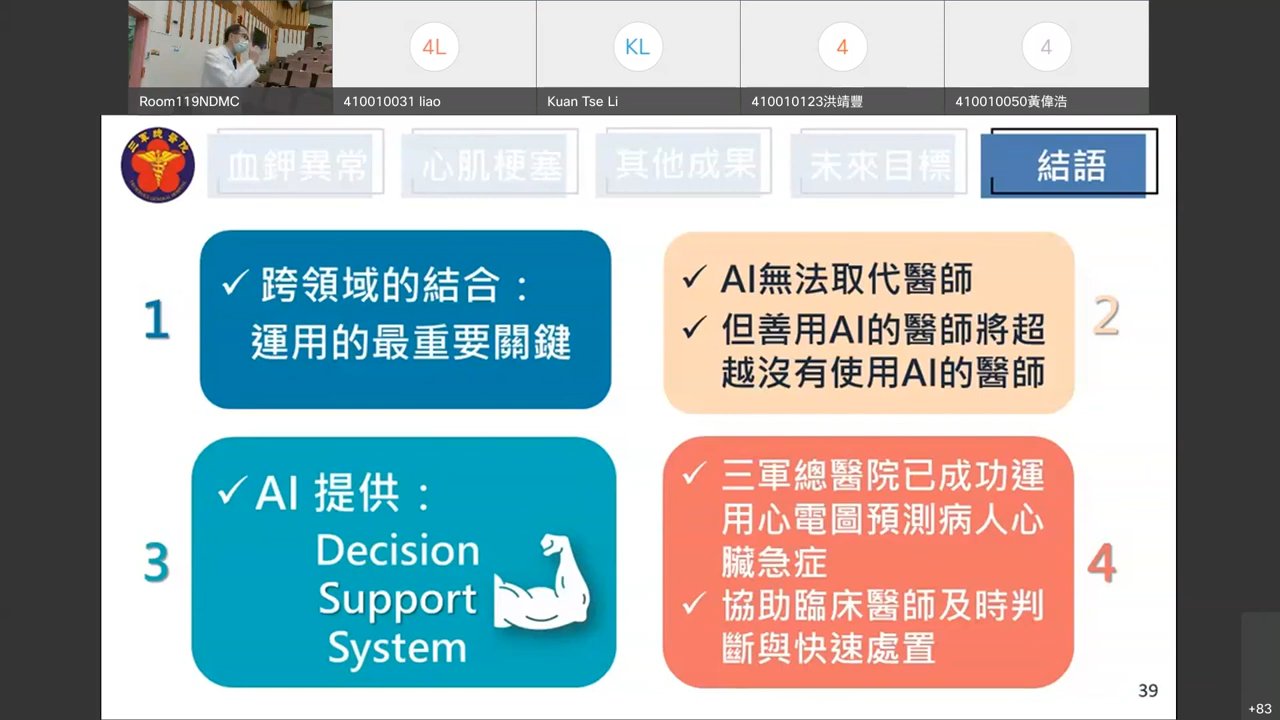 4L
KL
4
4
Room119NDMC
410010031 liao
Kuan Tse Li
410010123洪靖豐
410010050黃偉浩
三軍總醫院
血鉀異常
心肌梗塞
其他成果
未來目標
結語
1
✓ 跨領域的結合：
運用的最重要關鍵
✓ AI無法取代醫師
✓ 但善用AI的醫師將超
越沒有使用AI的醫師
2
3
✓ AI 提供：
Decision
Support
System
✓ 三軍總醫院已成功運
用心電圖預測病人心
臟急症
✓ 協助臨床醫師及時判
斷與快速處置
4
39
+83